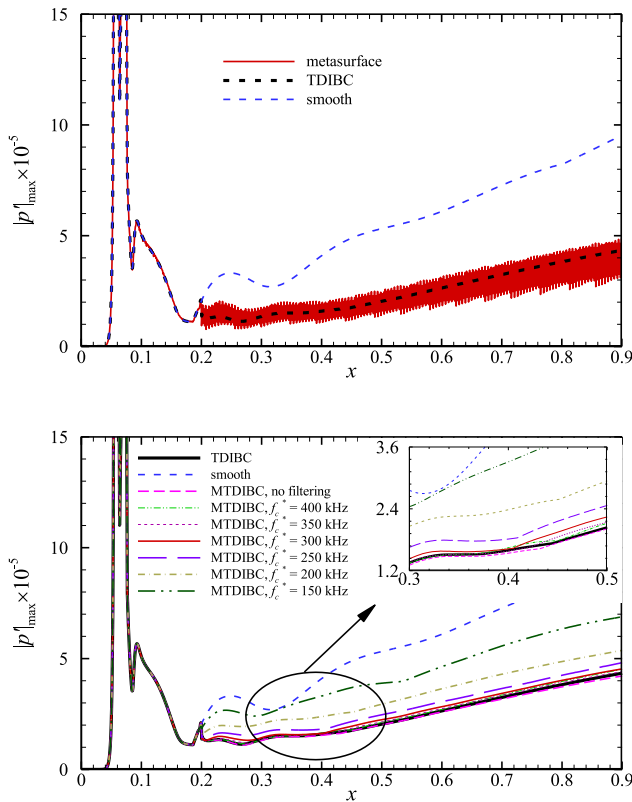 15
10
5
0
|p′|max×10-5
metasurface
TDIBC
smooth
0 0.1 0.2 0.3 0.4 0.5 0.6 0.7 0.8 0.9
x
15
10
5
0
|p′|max×10-5
TDIBC
smooth
MTDIBC, no filtering
MTDIBC, fc* = 400 kHz
MTDIBC, fc* = 350 kHz
MTDIBC, fc* = 300 kHz
MTDIBC, fc* = 250 kHz
MTDIBC, fc* = 200 kHz
MTDIBC, fc* = 150 kHz
3.6
2.4
1.2
0.3 0.4 0.5
0 0.1 0.2 0.3 0.4 0.5 0.6 0.7 0.8 0.9
x